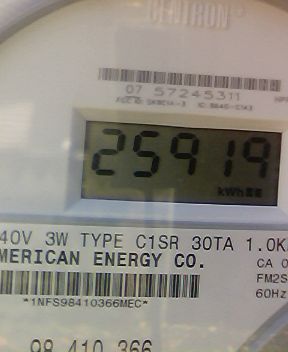 CENTRON
07 57245311
25919
kWh
40V 3W TYPE C1SR 30TA 1.0K
MERICAN ENERGY CO.
CA 0
FM2S
60Hz
*1NFS98410366MEC*
98 410 366